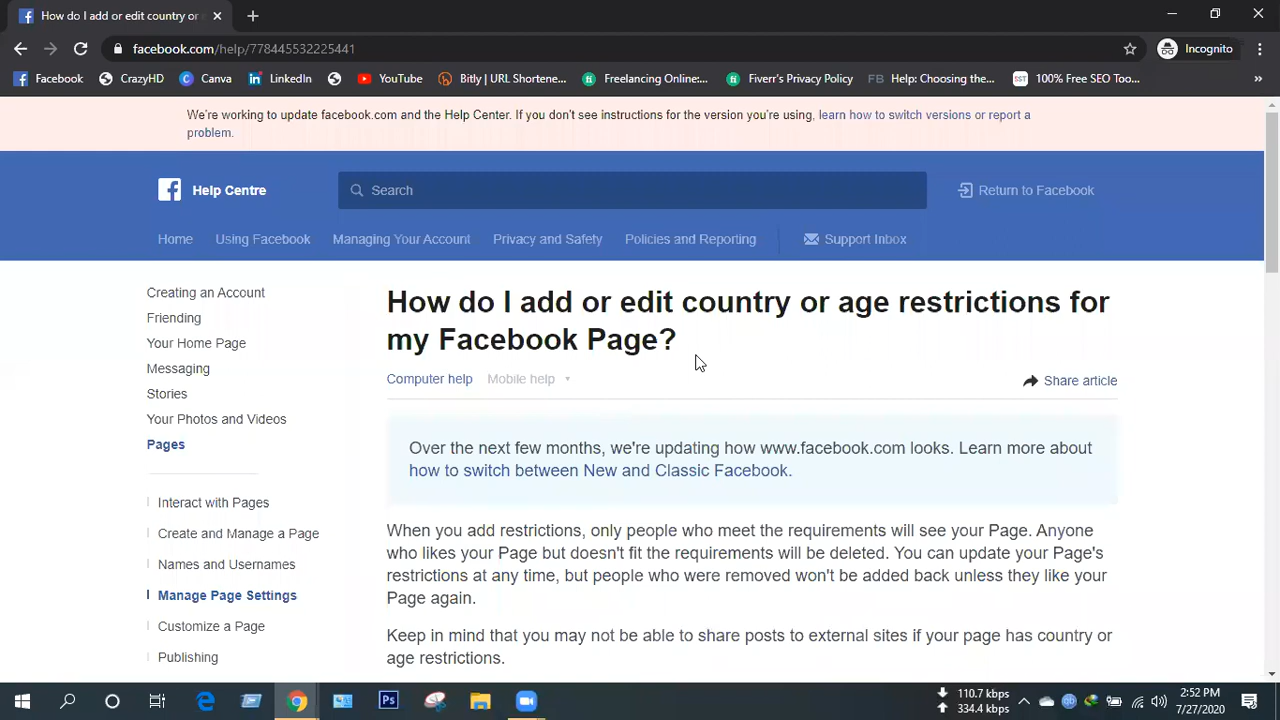 How do I add or edit country or
facebook.com/help/778445532225441
Incognito
Facebook
CrazyHD
Canva
LinkedIn
YouTube
Bitly | URL Shortene...
Freelancing Online:...
Fiverr's Privacy Policy
FB Help: Choosing the...
SST 100% Free SEO Too...
»
We're working to update facebook.com and the Help Center. If you don't see instructions for the version you're using, learn how to switch versions or report a
problem.
Help Centre
Search
Return to Facebook
Home
Using Facebook
Managing Your Account
Privacy and Safety
Policies and Reporting
Support Inbox
Creating an Account
Friending
Your Home Page
Messaging
Stories
Your Photos and Videos
Pages
Interact with Pages
Create and Manage a Page
Names and Usernames
Manage Page Settings
Customize a Page
Publishing
How do I add or edit country or age restrictions for
my Facebook Page?
Computer help
Mobile help
Share article
Over the next few months, we're updating how www.facebook.com looks. Learn more about
how to switch between New and Classic Facebook.
When you add restrictions, only people who meet the requirements will see your Page. Anyone
who likes your Page but doesn't fit the requirements will be deleted. You can update your Page's
restrictions at any time, but people who were removed won't be added back unless they like your
Page again.
Keep in mind that you may not be able to share posts to external sites if your page has country or
age restrictions.
Ps
110.7 kbps
334.4 kbps
2:52 PM
7/27/2020